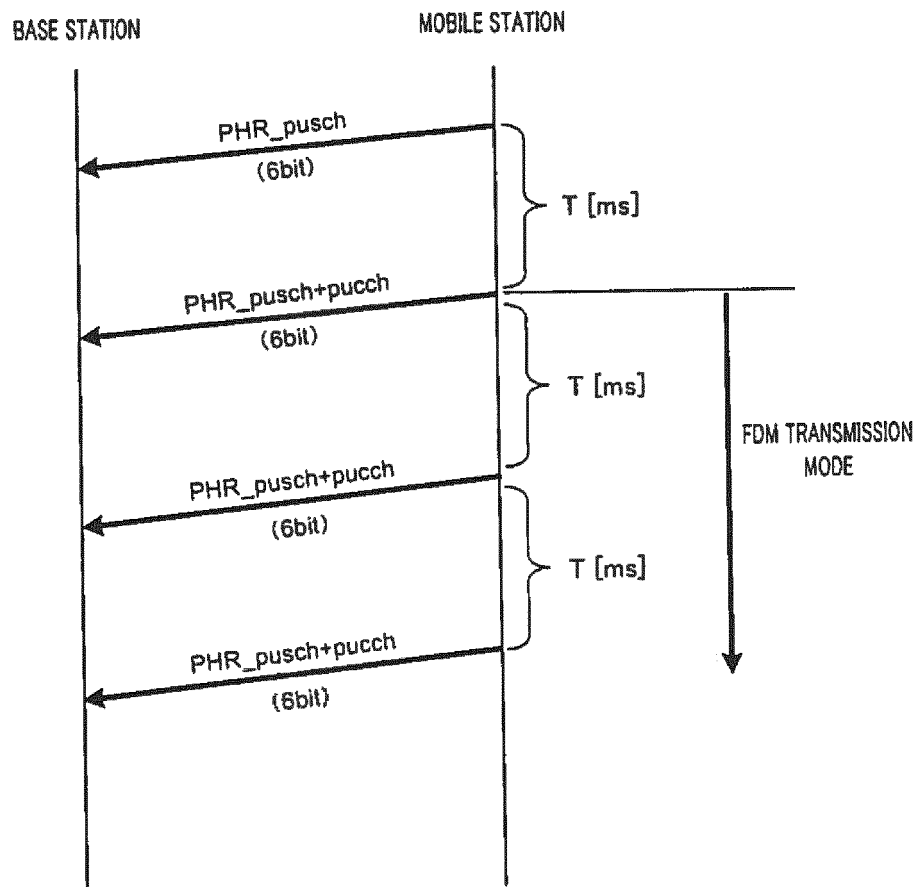 BASE STATION
MOBILE STATION
PHR_pusch
(6bit)
T [ms]
PHR_pusch+pucch
(6bit)
T [ms]
FDM TRANSMISSION
MODE
PHR_pusch+pucch
(6bit)
T [ms]
PHR_pusch+pucch
(6bit)